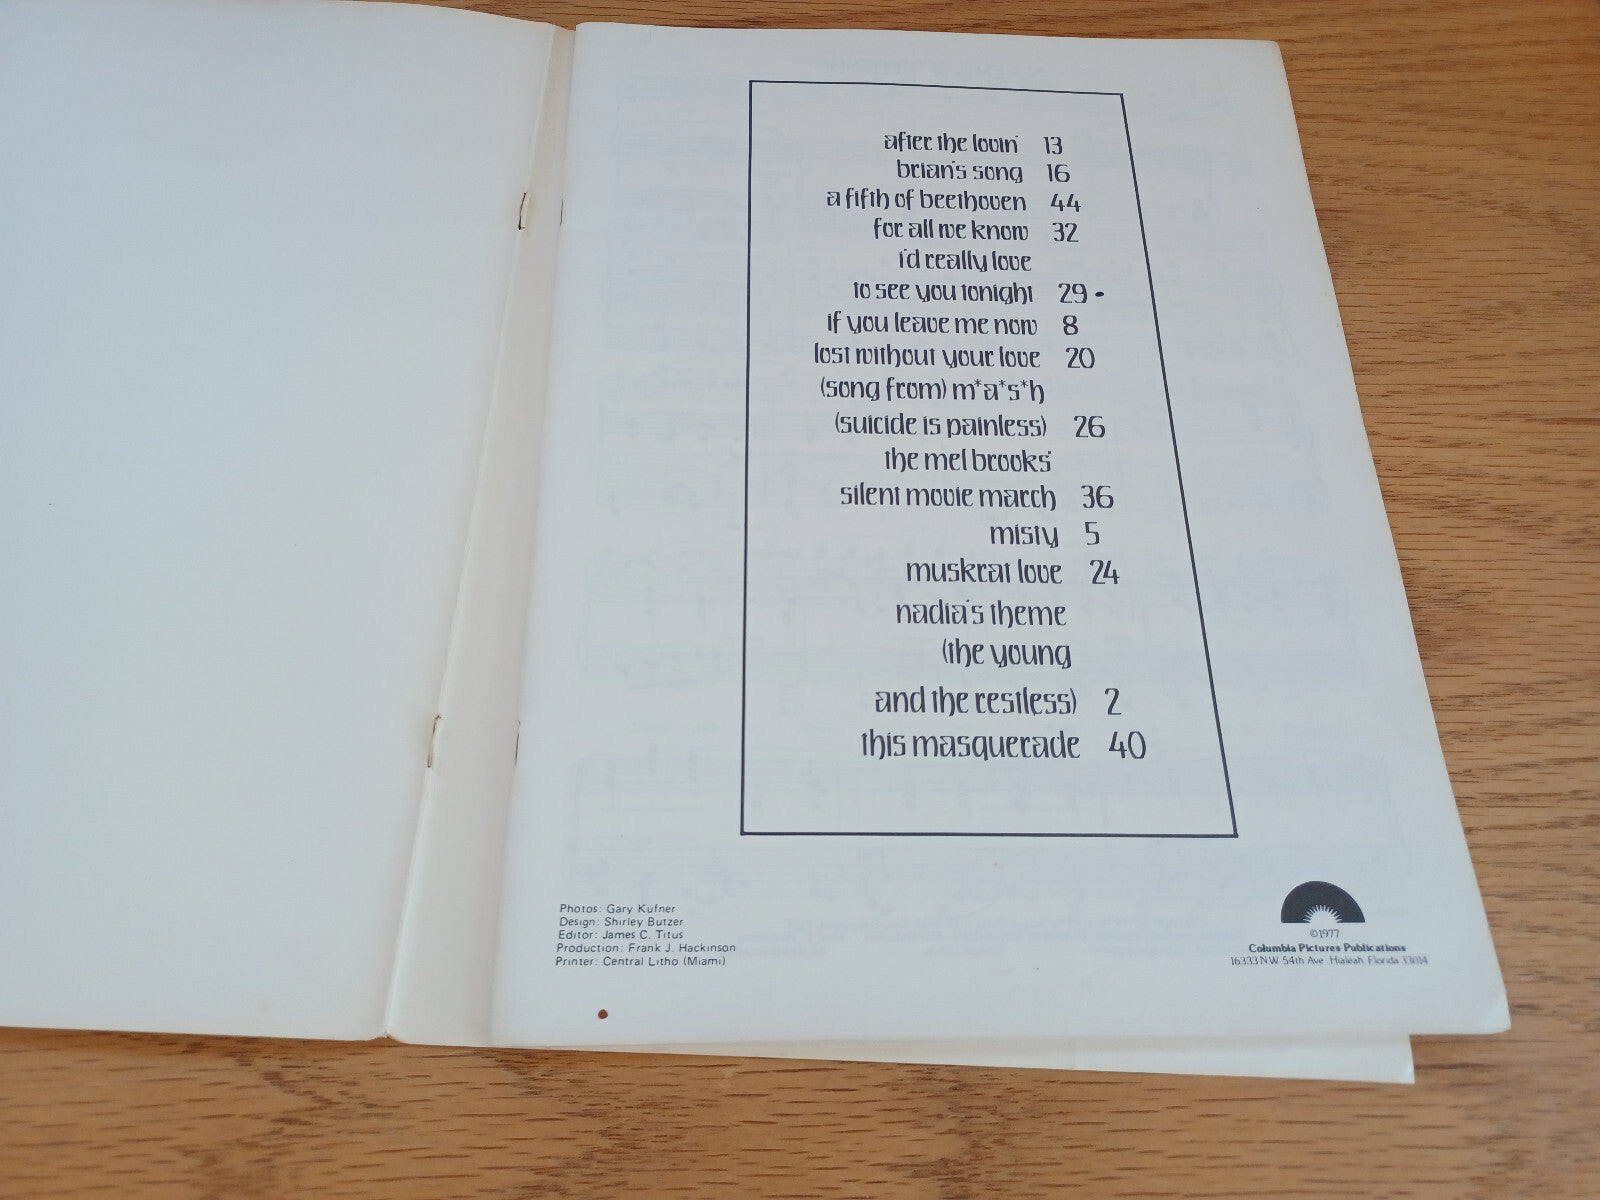 after the lovin' 13
brian's song 16
a fifth of beethoven 44
for all we know 32
i'd really love
to see you tonight 29
if you leave me now 8
lost without your love 20
(song from) m*a*s*h
(suicide is painless) 26
the mel brooks'
silent movie march 36
misty 5
muskrat love 24
nadia's theme
(the young
and the restless) 2
this masquerade 40
Photos: Gary Kufner
Design: Shirley Butzer
Editor: James C. Titus
Production: Frank J. Hackinson
Printer: Central Litho (Miami)
©1977
Columbia Pictures Publications
16333 NW 54th Ave. Hialeah, Florida 33014